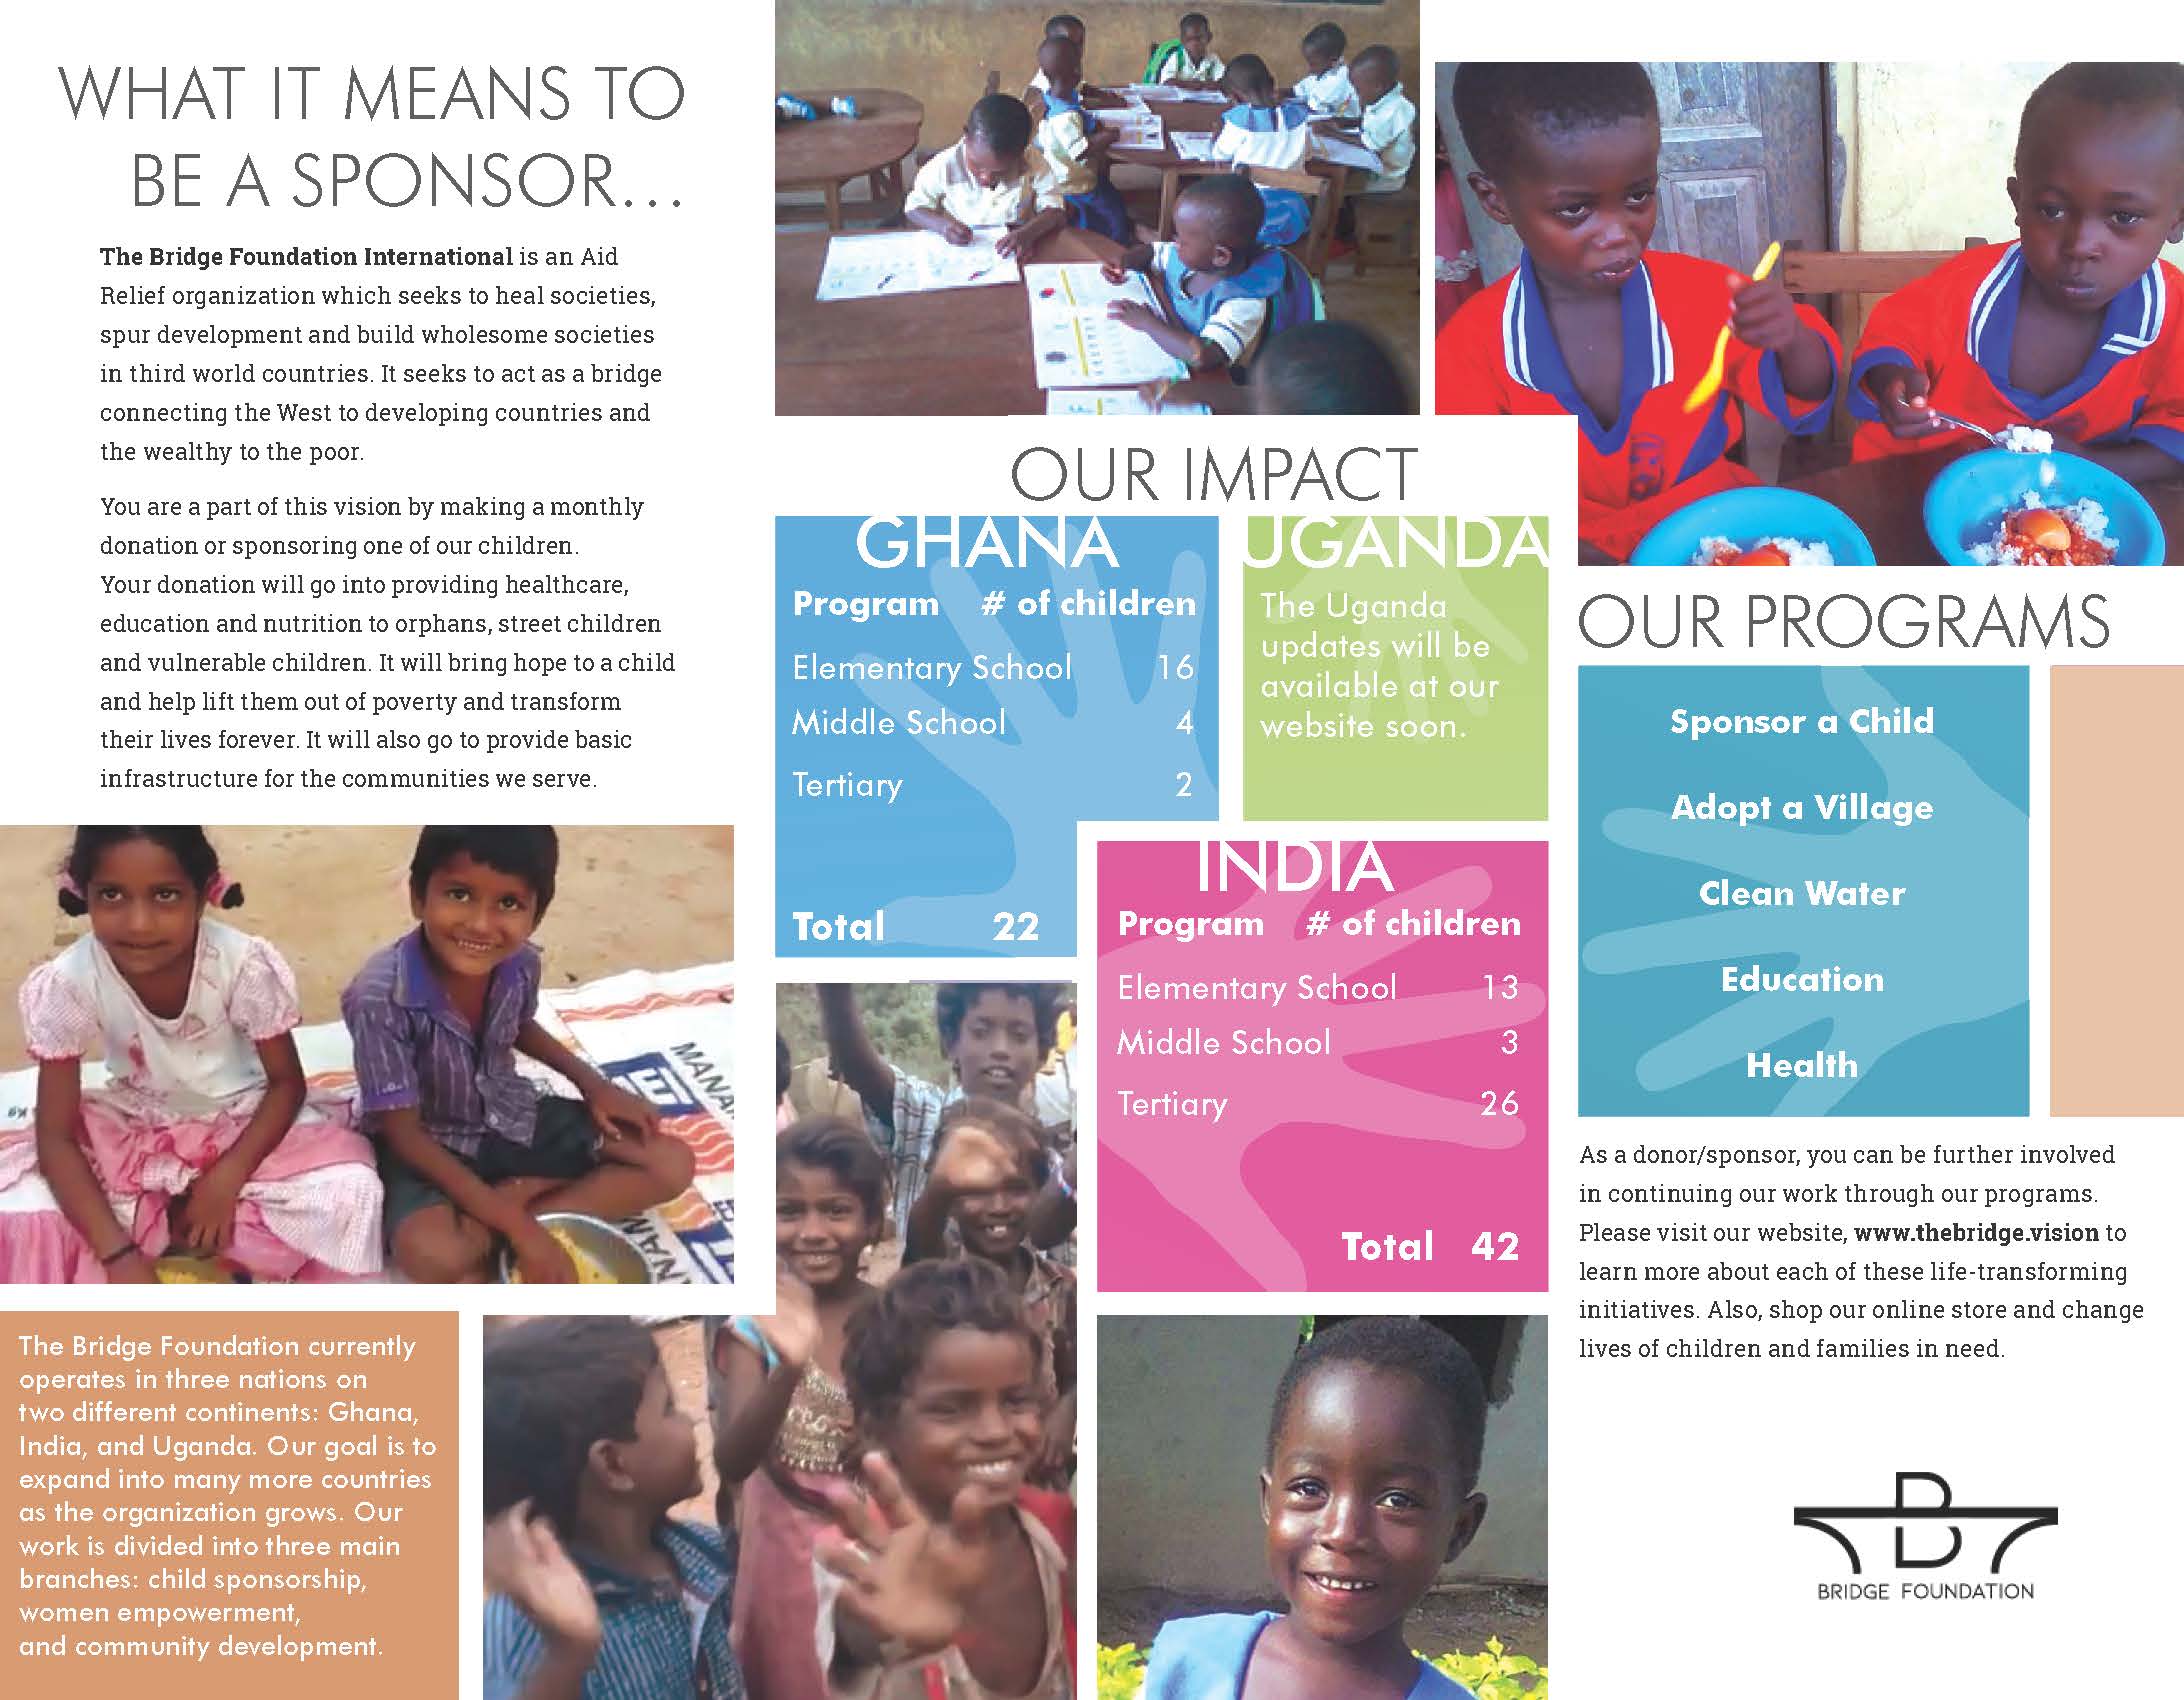 WHAT IT MEANS TO
BE A SPONSOR...
The Bridge Foundation International is an Aid
Relief organization which seeks to heal societies,
spur development and build wholesome societies
in third world countries. It seeks to act as a bridge
connecting the West to developing countries and
the wealthy to the poor.
You are a part of this vision by making a monthly
donation or sponsoring one of our children.
Your donation will go into providing healthcare,
education and nutrition to orphans, street children
and vulnerable children. It will bring hope to a child
and help lift them out of poverty and transform
their lives forever. It will also go to provide basic
infrastructure for the communities we serve.
The Bridge Foundation currently
operates in three nations on
two different continents: Ghana,
India, and Uganda. Our goal is to
expand into many more countries
as the organization grows. Our
work is divided into three main
branches: child sponsorship,
women empowerment,
and community development.
OUR IMPACT
GHANA
Program # of children
Elementary School 16
Middle School 4
Tertiary 2
Total 22
UGANDA
The Uganda
updates will be
available at our
website soon.
INDIA
Program # of children
Elementary School 13
Middle School 3
Tertiary 26
Total 42
OUR PROGRAMS
Sponsor a Child
Adopt a Village
Clean Water
Education
Health
As a donor/sponsor, you can be further involved
in continuing our work through our programs.
Please visit our website, www.thebridge.vision to
learn more about each of these life-transforming
initiatives. Also, shop our online store and change
lives of children and families in need.
B
BRIDGE FOUNDATION